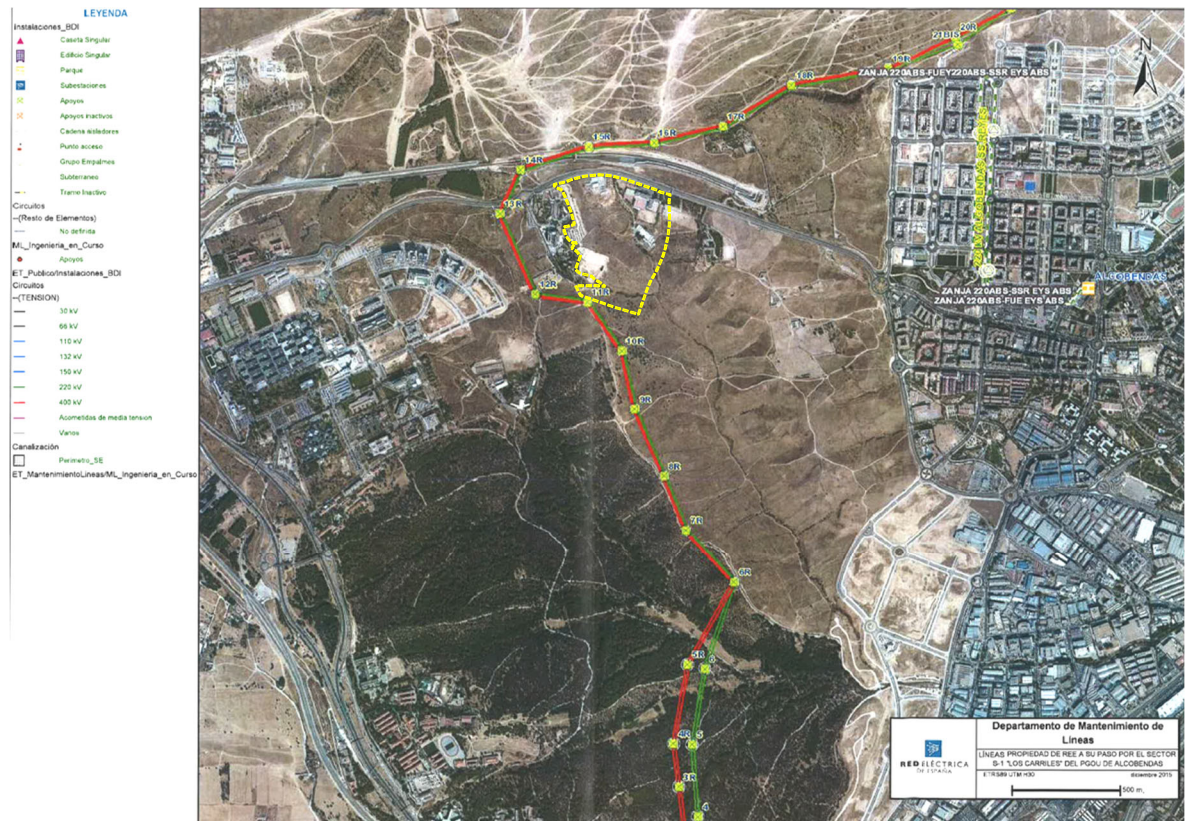 LEYENDA
Instalaciones_BDI
Caseta Singular
Edificio Singular
Parque
Subestaciones
Apoyos
Apoyos inactivos
Cadena aisladores
Punto acceso
Grupo Empalmes
Subterraneo
Tramo Inactivo
Circuitos
--(Resto de Elementos)
No definida
ML_Ingenieria_en_Curso
Apoyos
ET_Publico/Instalaciones_BDI
Circuitos
--(TENSION)
30 kV
66 kV
110 kV
132 kV
150 kV
220 kV
400 kV
Acometidas de media tension
Varios
Canalización
Perimetro_SE
ET_MantenimientoLineas/ML_Ingenieria_en_Curso
20R
21BIS
19R
N
ZANJA 220ABS-FUEY220ABS-SSR EYS ABS
18R
17R
16R
15R
14R
13R
12R
11R
10R
9R
8R
7R
6R
5R
6
4R
5
3R
4
ALCOBENDAS
ZANJA 220ABS-SSR EYS ABS
ZANJA 220ABS-FUE EYS ABS
RED ELÉCTRICA
DE ESPAÑA
Departamento de Mantenimiento de
Líneas
LÍNEAS PROPIEDAD DE REE A SU PASO POR EL SECTOR
S-1 "LOS CARRILES" DEL PGOU DE ALCOBENDAS
ETRS89 UTM H30
diciembre 2015
500 m.